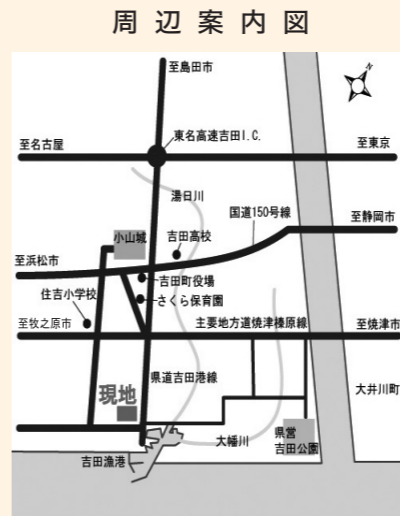 周辺案内図
N
至島田市
東名高速吉田I.C.
至名古屋
至東京
湯日川
国道150号線
小山城
吉田高校
至静岡市
至浜松市
吉田町役場
住吉小学校
さくら保育園
至牧之原市
主要地方道焼津榛原線
至焼津市
県道吉田港線
現地
大井川町
大幡川
県営
吉田公園
吉田漁港